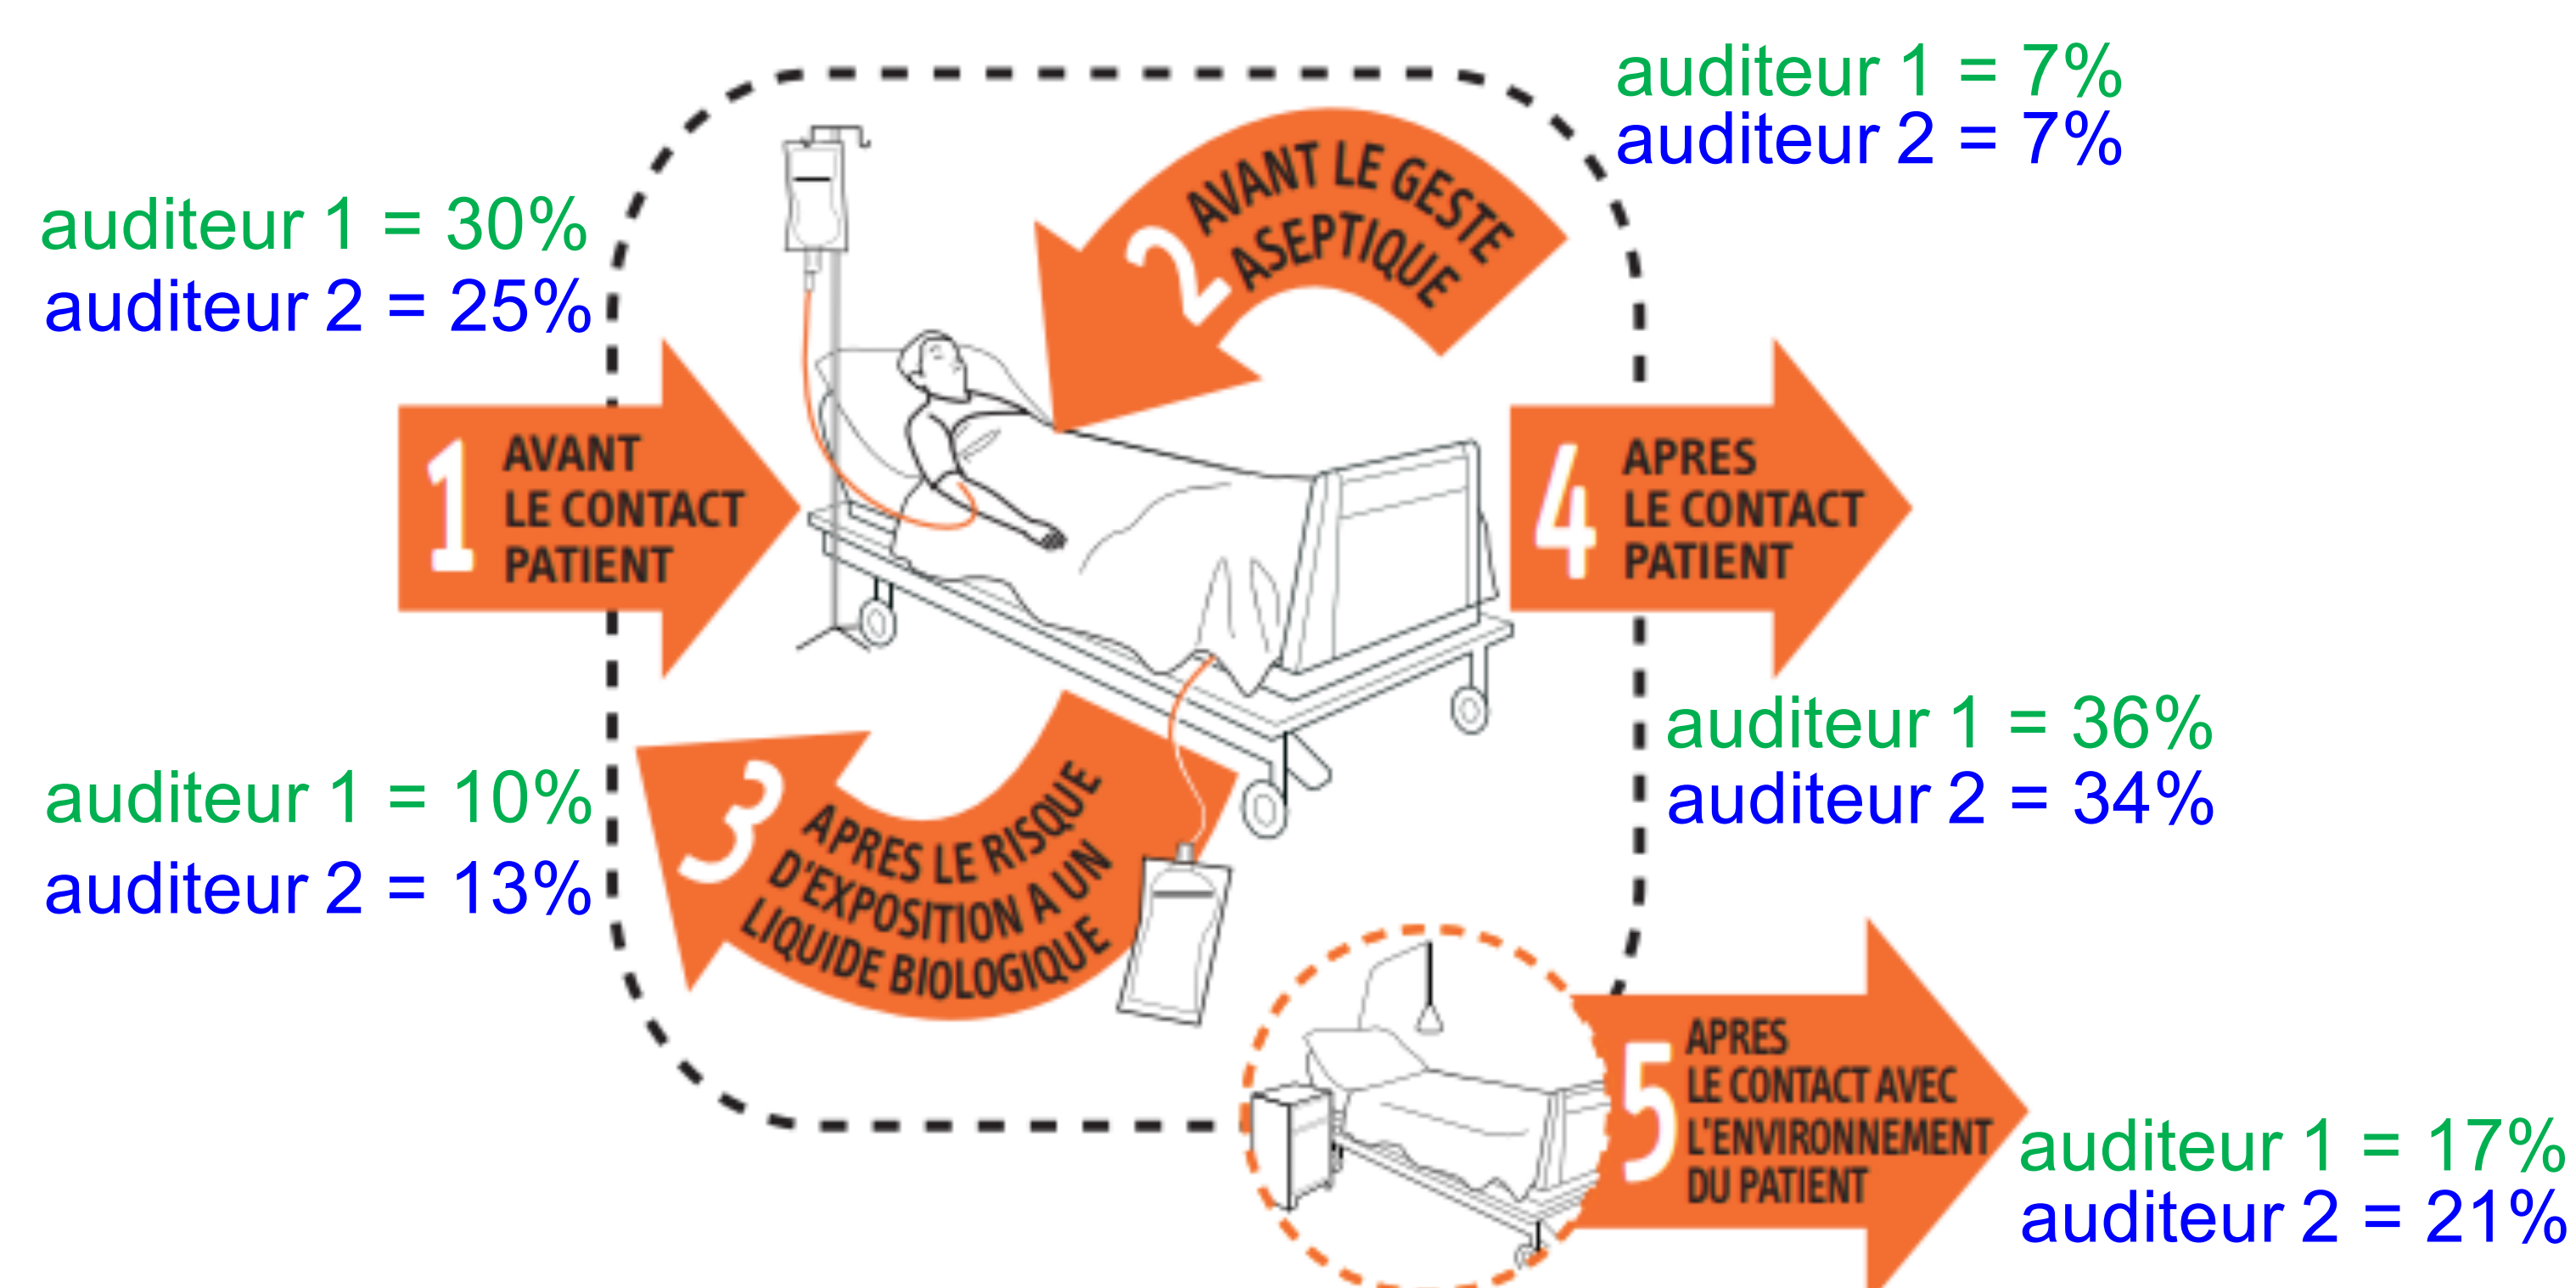 auditeur 1 = 7%
auditeur 2 = 7%
auditeur 1 = 30%
auditeur 2 = 25%
2 AVANT LE GESTE
ASEPTIQUE
1 AVANT
LE CONTACT
PATIENT
4 APRES
LE CONTACT
PATIENT
auditeur 1 = 36%
auditeur 2 = 34%
auditeur 1 = 10%
auditeur 2 = 13%
3 APRES LE RISQUE
D'EXPOSITION A UN
LIQUIDE BIOLOGIQUE
5 APRES
LE CONTACT AVEC
L'ENVIRONNEMENT
DU PATIENT
auditeur 1 = 17%
auditeur 2 = 21%